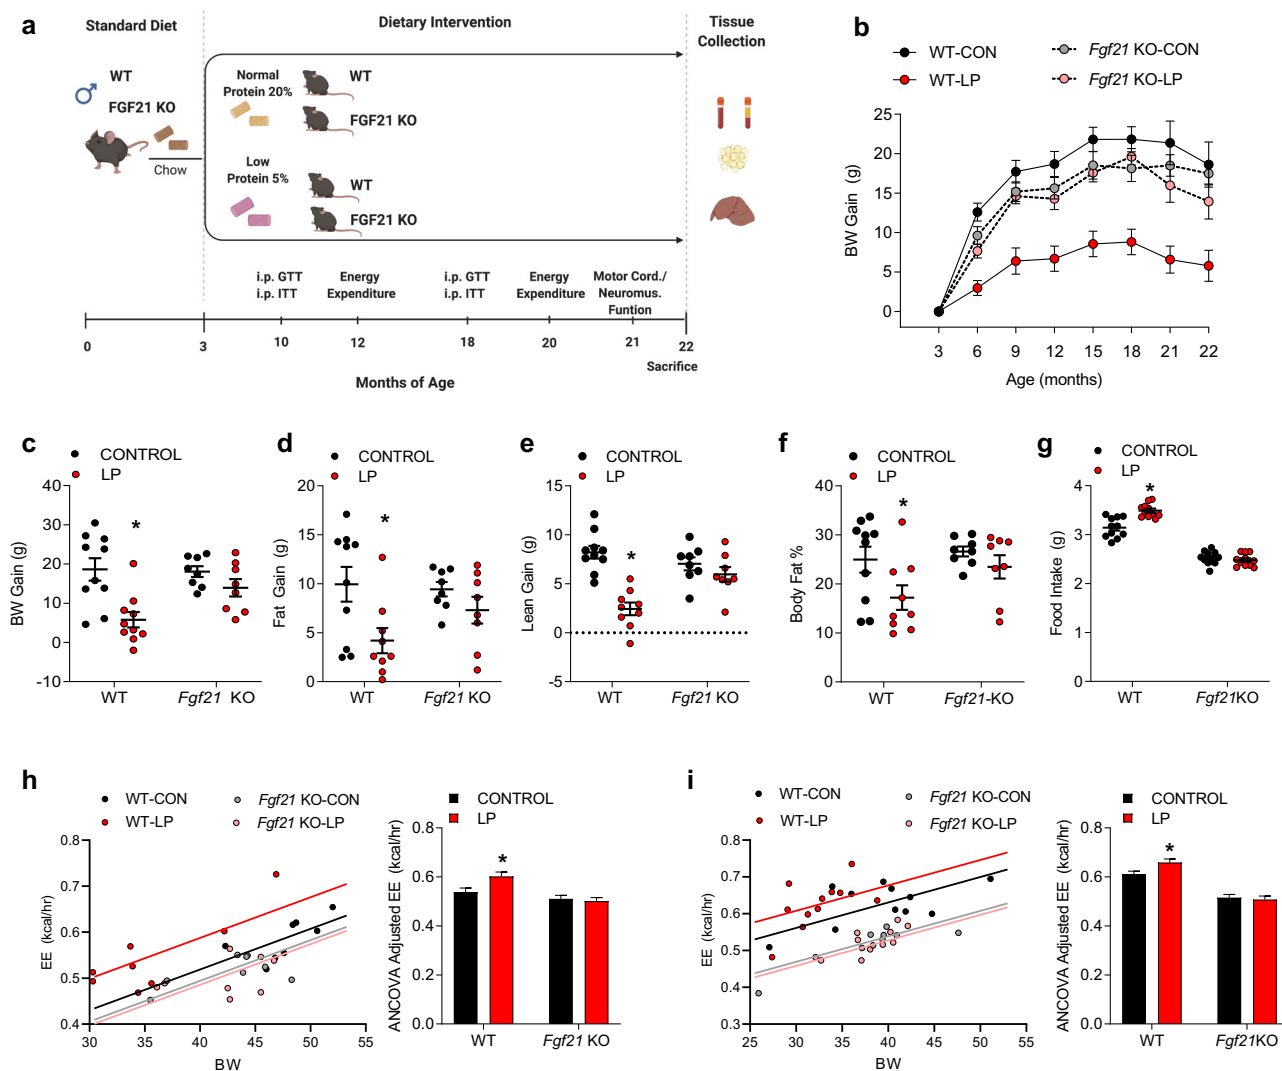 a
Standard Diet
Dietary Intervention
Tissue
Collection
WT
FGF21 KO
Chow
Normal
Protein 20%
WT
FGF21 KO
Low
Protein 5%
WT
FGF21 KO
i.p. GTT
i.p. ITT
Energy
Expenditure
i.p. GTT
i.p. ITT
Energy
Expenditure
Motor Cord./
Neuromus.
Funtion
0 3 10 12 18 20 21 22
Sacrifice
Months of Age
b
WT-CON
Fgf21 KO-CON
WT-LP
Fgf21 KO-LP
BW Gain (g)
25
20
15
10
5
0
3 6 9 12 15 18 21 22
Age (months)
c
CONTROL
LP
BW Gain (g)
40
30
20
10
0
-10
*
WT Fgf21 KO
d
CONTROL
LP
Fat Gain (g)
20
15
10
5
0
*
WT Fgf21 KO
e
CONTROL
LP
Lean Gain (g)
15
10
5
0
-5
*
WT Fgf21 KO
f
CONTROL
LP
Body Fat %
40
30
20
10
0
*
WT Fgf21-KO
g
CONTROL
LP
Food Intake (g)
4
3
2
1
0
*
WT Fgf21KO
h
WT-CON
Fgf21 KO-CON
WT-LP
Fgf21 KO-LP
EE (kcal/hr)
0.8
0.7
0.6
0.5
0.4
30 35 40 45 50 55
BW
CONTROL
LP
ANCOVA Adjusted EE (kcal/hr)
0.8
0.6
0.4
0.2
0.0
*
WT Fgf21 KO
i
WT-CON
Fgf21 KO-CON
WT-LP
Fgf21 KO-LP
EE (kcal/hr)
0.8
0.7
0.6
0.5
0.4
0.3
25 30 35 40 45 50 55
BW
CONTROL
LP
ANCOVA Adjusted EE (kcal/hr)
0.8
0.6
0.4
0.2
0.0
*
WT Fgf21KO